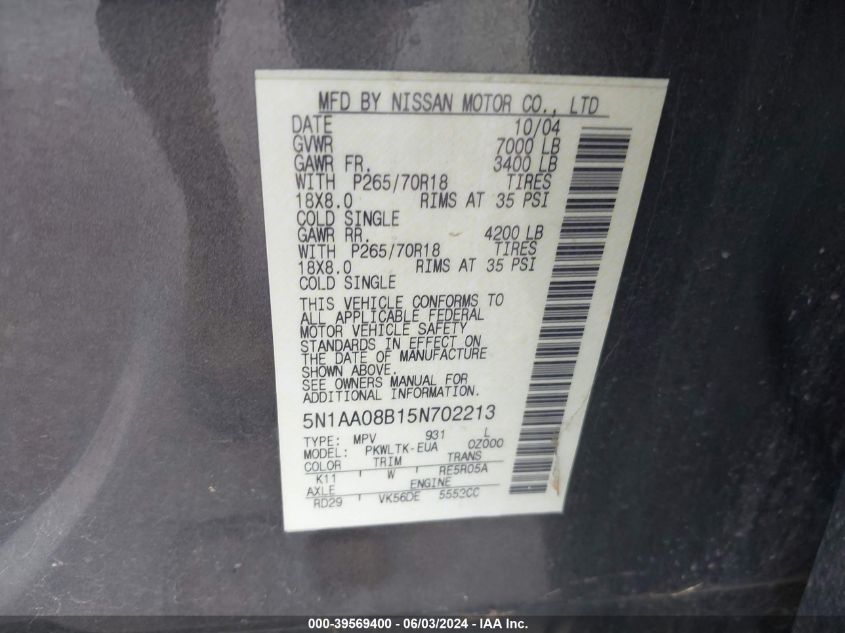 MFD BY NISSAN MOTOR CO., LTD
DATE 10/04
GVWR 7000 LB
GAWR FR. 3400 LB
WITH P265/70R18 TIRES
18X8.0 RIMS AT 35 PSI
COLD SINGLE
GAWR RR. 4200 LB
WITH P265/70R18 TIRES
18X8.0 RIMS AT 35 PSI
COLD SINGLE
THIS VEHICLE CONFORMS TO
ALL APPLICABLE FEDERAL
MOTOR VEHICLE SAFETY
STANDARDS IN EFFECT ON
THE DATE OF MANUFACTURE
SHOWN ABOVE.
SEE OWNERS MANUAL FOR
ADDITIONAL INFORMATION
5N1AA08B15N702213
TYPE: MPV 931 L
MODEL: PKWLTK-EUA 0Z000
COLOR TRIM TRANS
K11 W RE5R05A
AXLE ENGINE
RD29 VK56DE 5552CC
000-39569400 - 06/03/2024 - IAA Inc.